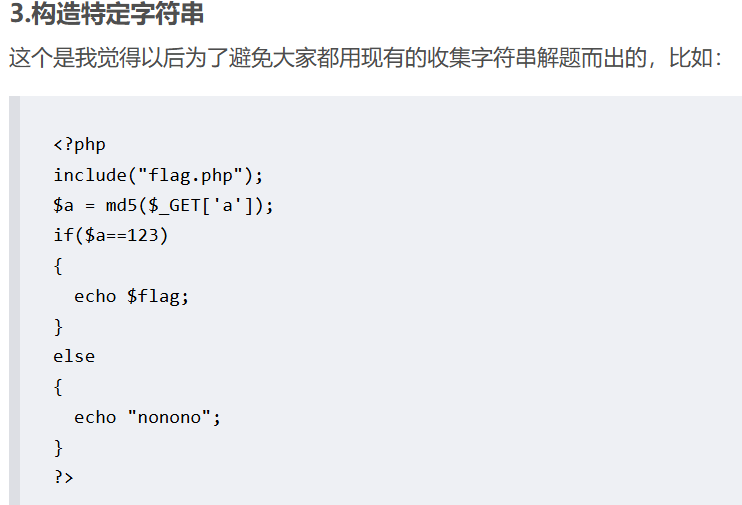 3.构造特定字符串
这个是我觉得以后为了避免大家都用现有的收集字符串解题而出的，比如：
<?php
include("flag.php");
$a = md5($_GET['a']);
if($a==123)
{
  echo $flag;
}
else
{
  echo "nonono";
}
?>